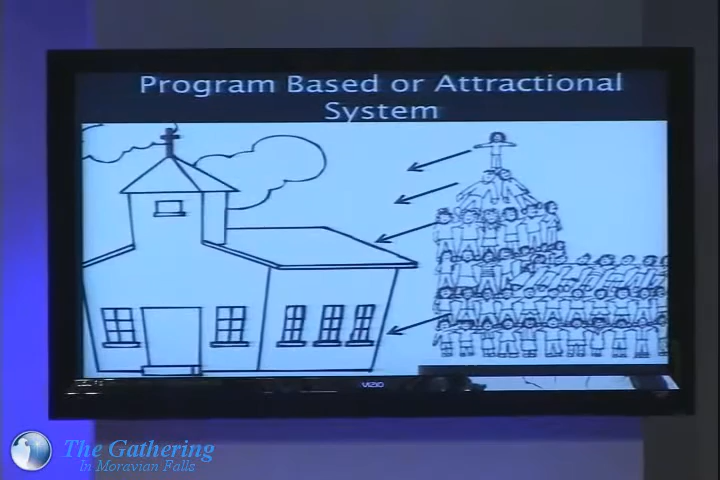 Program Based or Attractional
System
VIZIO
The Gathering
In Moravian Falls